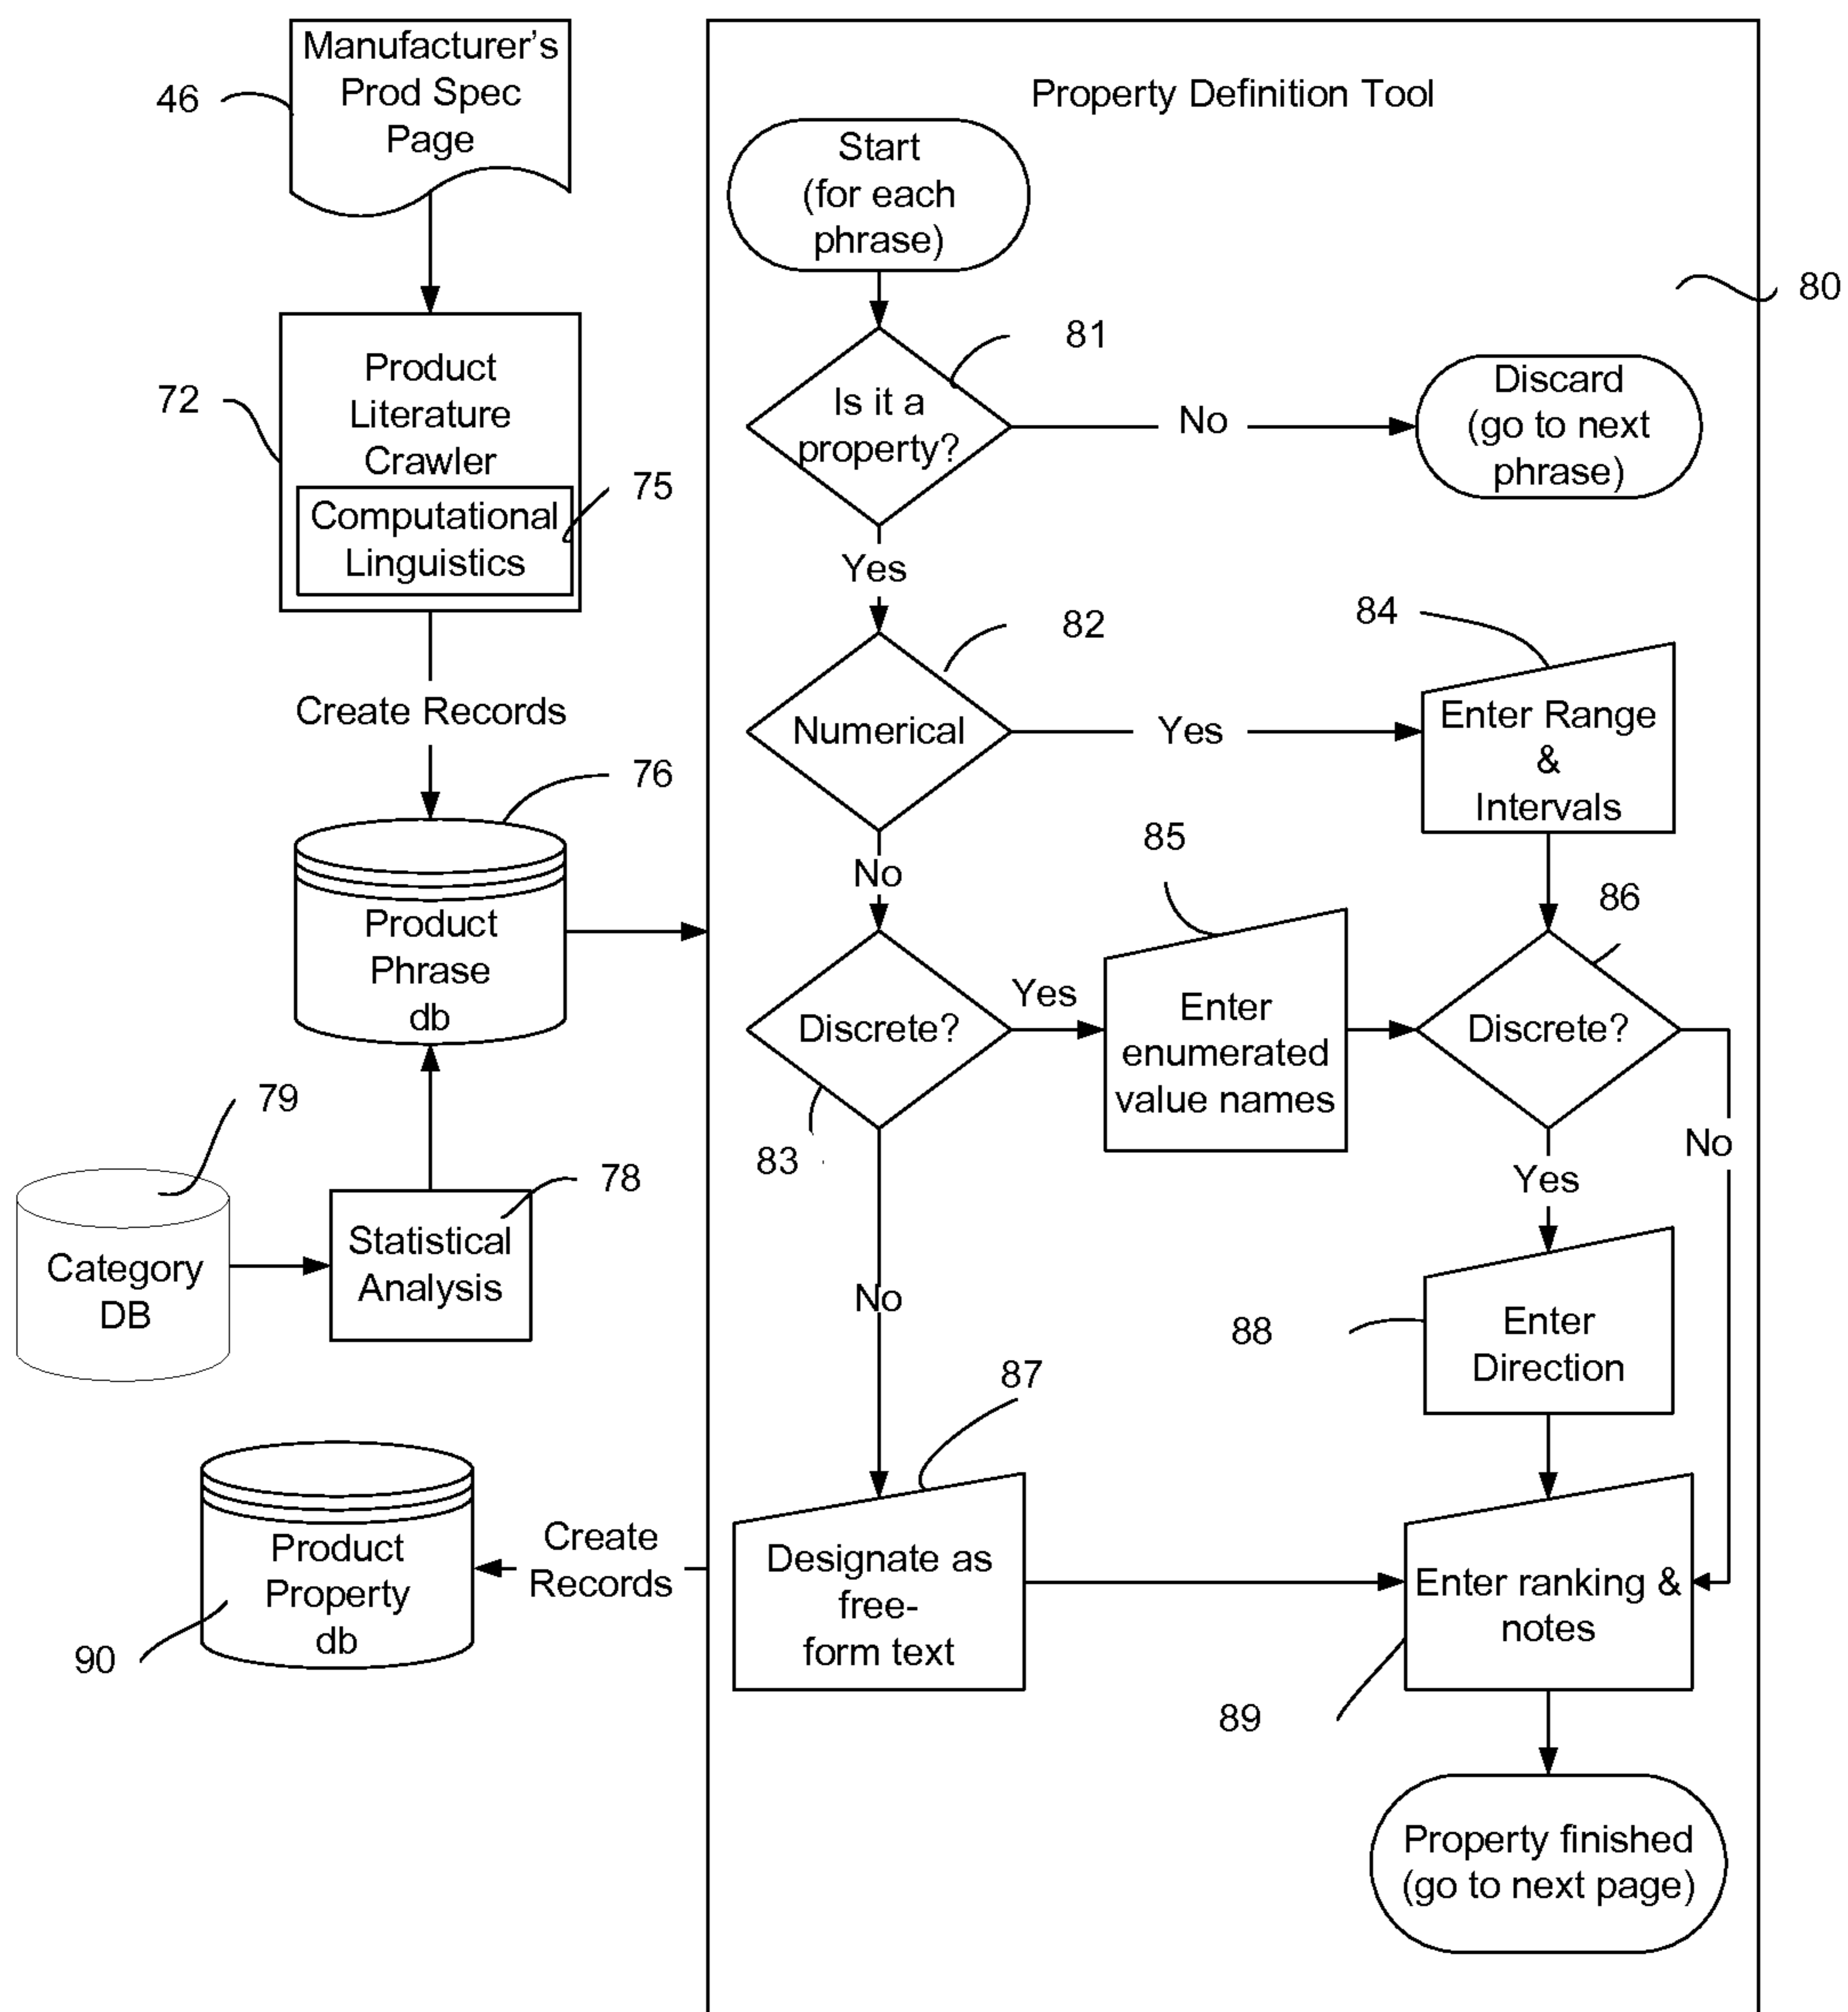 Manufacturer's
Prod Spec
Page
46
Product
Literature
Crawler
72
Computational
Linguistics
75
Create Records
76
Product
Phrase
db
79
Category
DB
78
Statistical
Analysis
Product
Property
db
90
Create
Records
Property Definition Tool
80
Start
(for each
phrase)
81
Is it a
property?
No
Discard
(go to next
phrase)
Yes
82
Numerical
Yes
84
Enter Range
&
Intervals
No
85
86
Discrete?
83
Yes
Enter
enumerated
value names
Discrete?
No
Yes
88
Enter
Direction
No
87
Designate as
free-
form text
Enter ranking &
notes
89
Property finished
(go to next page)